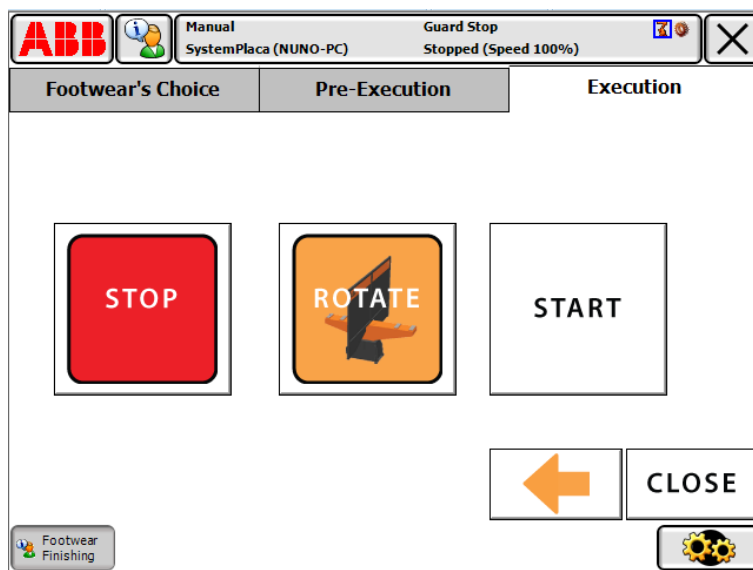 ABB
Manual
SystemPlaca (NUNO-PC)
Guard Stop
Stopped (Speed 100%)
Footwear's Choice
Pre-Execution
Execution
STOP
ROTATE
START
CLOSE
Footwear
Finishing